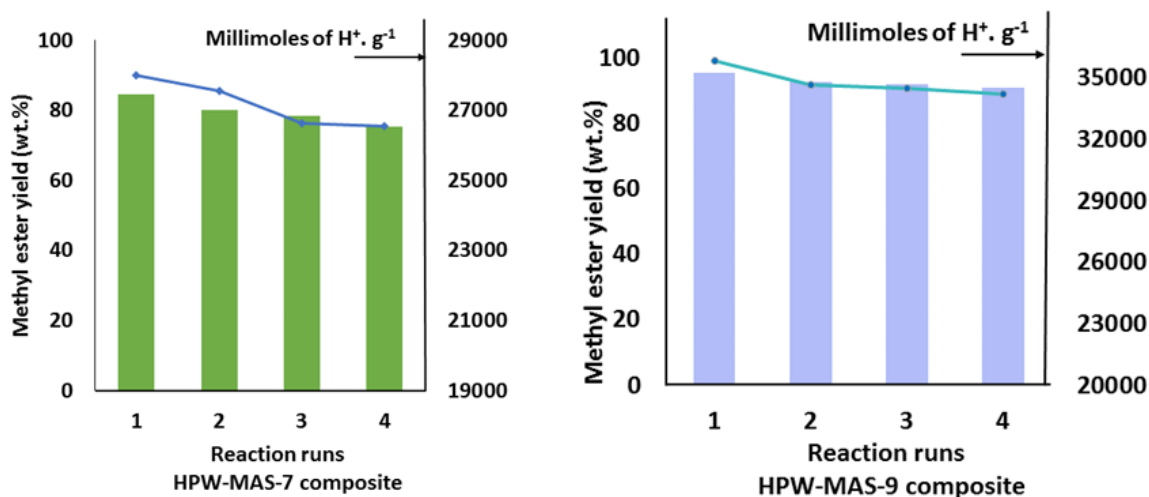 Millimoles of H⁺. g⁻¹
Methyl ester yield (wt.%)
100
80
60
40
20
0
29000
27000
25000
23000
21000
19000
1 2 3 4
Reaction runs
HPW-MAS-7 composite
Millimoles of H⁺. g⁻¹
Methyl ester yield (wt.%)
100
80
60
40
20
0
35000
32000
29000
26000
23000
20000
1 2 3 4
Reaction runs
HPW-MAS-9 composite